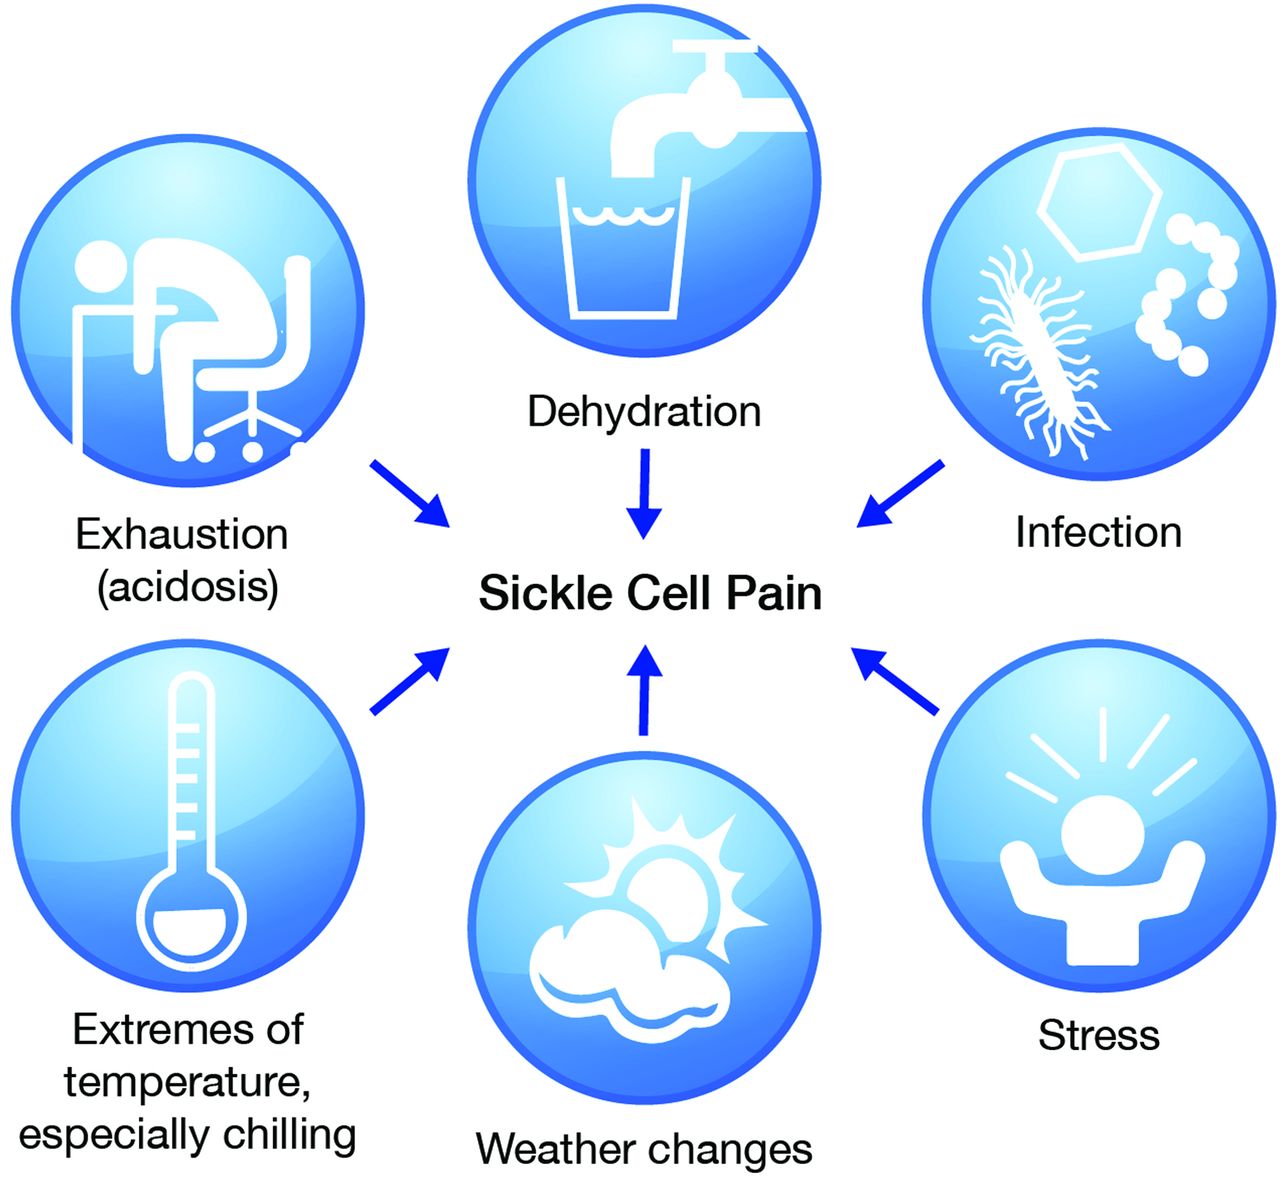 Dehydration
Exhaustion
(acidosis)
Infection
Sickle Cell Pain
Extremes of
temperature,
especially chilling
Weather changes
Stress